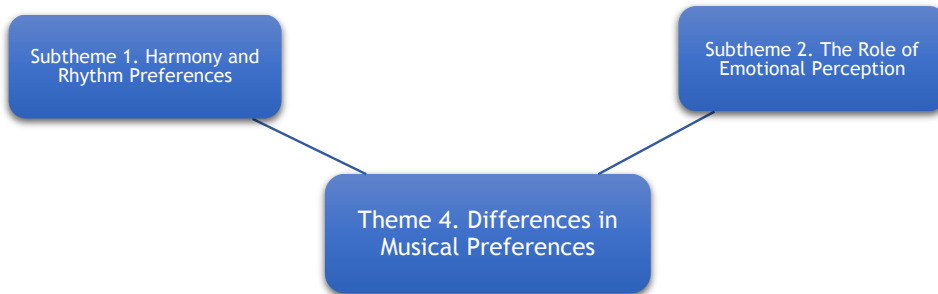 Subtheme 1. Harmony and
Rhythm Preferences
Subtheme 2. The Role of
Emotional Perception
Theme 4. Differences in
Musical Preferences